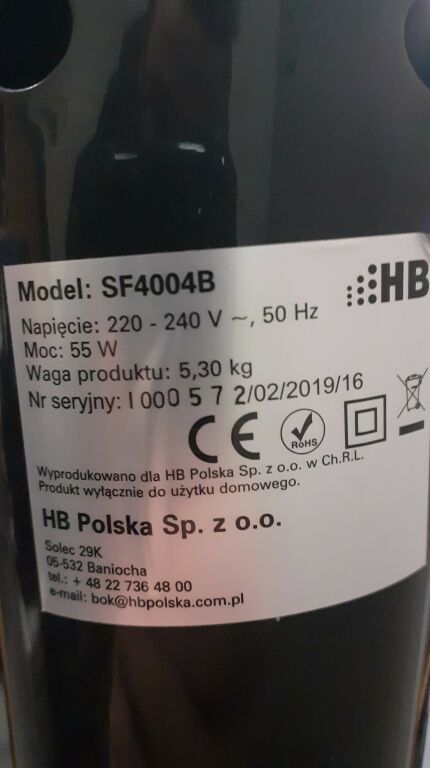 Model: SF4004B
HB
Napięcie: 220 - 240 V ~, 50 Hz
Moc: 55 W
Waga produktu: 5,30 kg
Nr seryjny: I 000 5 7 2/02/2019/16
CE
RoHS
Wyprodukowano dla HB Polska Sp. z o.o. w Ch.R.L.
Produkt wyłącznie do użytku domowego.
HB Polska Sp. z o.o.
Solec 29K
05-532 Baniocha
tel.: + 48 22 736 48 00
e-mail: bok@hbpolska.com.pl